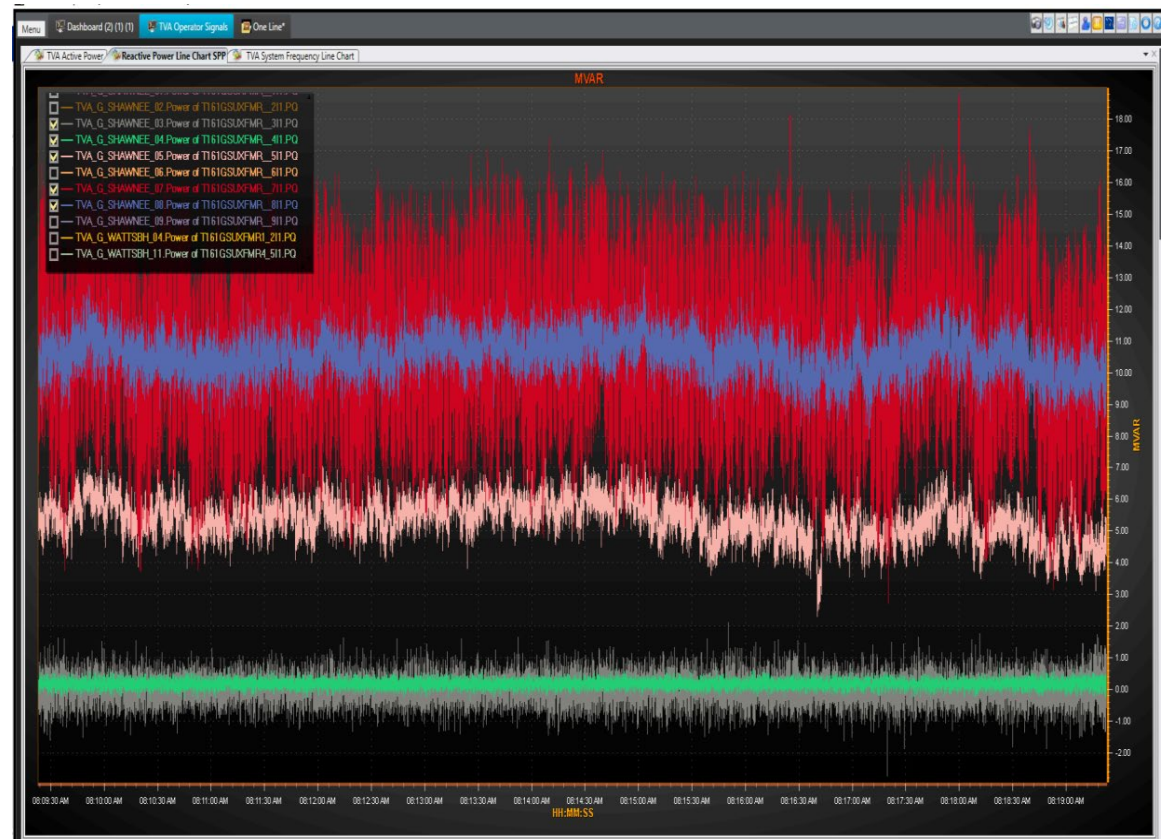 Menu Dashboard (2) (1) (1) TVA Operator Signals One Line*
TVA Active Power Reactive Power Line Chart SPP TVA System Frequency Line Chart
MVAR
TVA_G_SHAWNEE_02.Power of T161GSUXFMR__2I1.PQ
TVA_G_SHAWNEE_03.Power of T161GSUXFMR__3I1.PQ
TVA_G_SHAWNEE_04.Power of T161GSUXFMR__4I1.PQ
TVA_G_SHAWNEE_05.Power of T161GSUXFMR__5I1.PQ
TVA_G_SHAWNEE_06.Power of T161GSUXFMR__6I1.PQ
TVA_G_SHAWNEE_07.Power of T161GSUXFMR__7I1.PQ
TVA_G_SHAWNEE_08.Power of T161GSUXFMR__8I1.PQ
TVA_G_SHAWNEE_09.Power of T161GSUXFMR__9I1.PQ
TVA_G_WATTSBH_04.Power of T161GSUXFMR1_2I1.PQ
TVA_G_WATTSBH_11.Power of T161GSUXFMR4_5I1.PQ
18.00
17.00
16.00
15.00
14.00
13.00
12.00
11.00
10.00
9.00
8.00
7.00
6.00
5.00
4.00
3.00
2.00
1.00
0.00
-1.00
-2.00
MVAR
08:09:30 AM 08:10:00 AM 08:10:30 AM 08:11:00 AM 08:11:30 AM 08:12:00 AM 08:12:30 AM 08:13:00 AM 08:13:30 AM 08:14:00 AM 08:14:30 AM 08:15:00 AM 08:15:30 AM 08:16:00 AM 08:16:30 AM 08:17:00 AM 08:17:30 AM 08:18:00 AM 08:18:30 AM 08:19:00 AM
HH:MM:SS